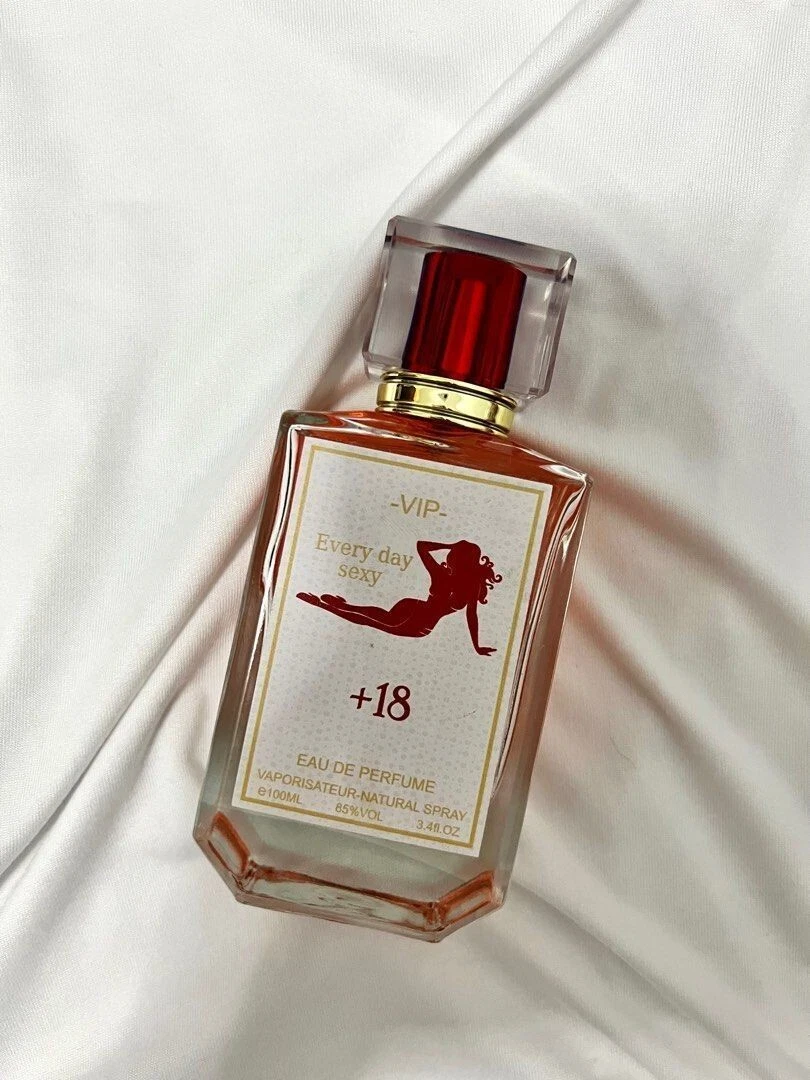 -VIP-
Every day
sexy
+18
EAU DE PERFUME
VAPORISATEUR-NATURAL SPRAY
e100ML 85%VOL 3.4fl.OZ